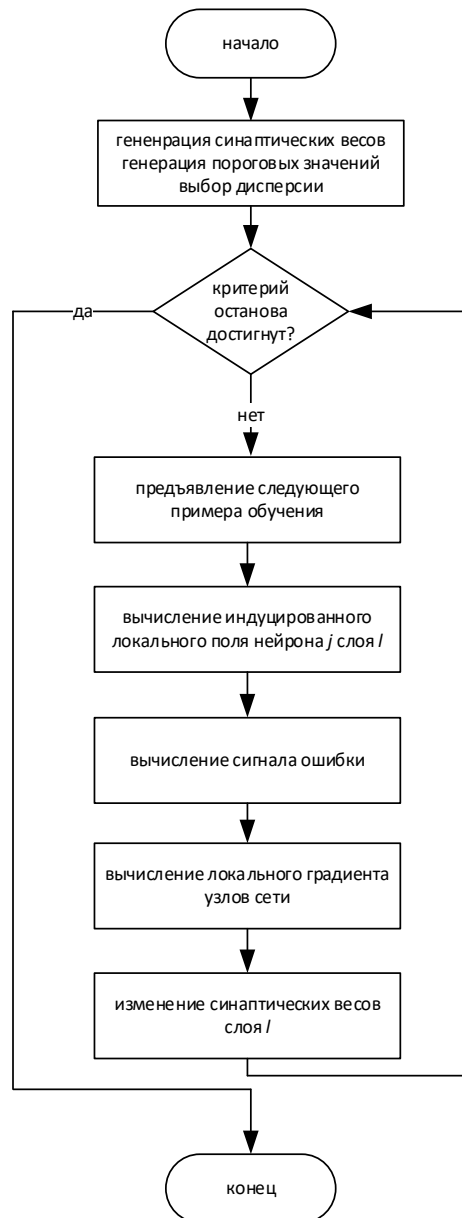 начало
гененрация синаптических весов
генерация пороговых значений
выбор дисперсии
критерий
останова
достигнут?
да
нет
предъявление следующего
примера обучения
вычисление индуцированного
локального поля нейрона j слоя l
вычисление сигнала ошибки
вычисление локального градиента
узлов сети
изменение синаптических весов
слоя l
конец